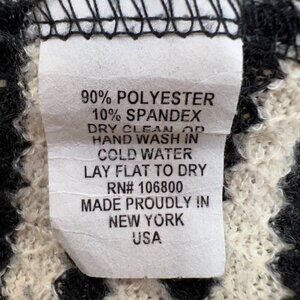 90% POLYESTER
10% SPANDEX
DRY CLEAN OR
HAND WASH IN
COLD WATER
LAY FLAT TO DRY
RN# 106800
MADE PROUDLY IN
NEW YORK
USA